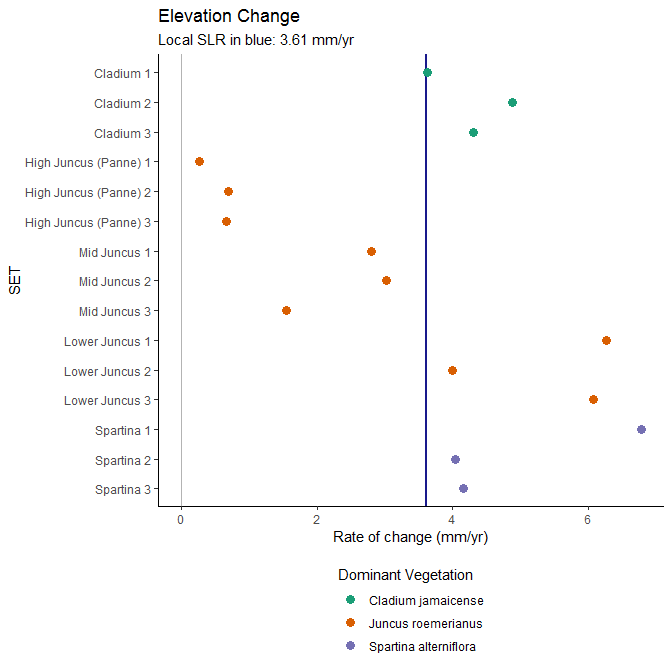 Elevation Change
Local SLR in blue: 3.61 mm/yr
Cladium 1
Cladium 2
Cladium 3
High Juncus (Panne) 1
High Juncus (Panne) 2
High Juncus (Panne) 3
Mid Juncus 1
Mid Juncus 2
Mid Juncus 3
Lower Juncus 1
Lower Juncus 2
Lower Juncus 3
Spartina 1
Spartina 2
Spartina 3
SET
0 2 4 6
Rate of change (mm/yr)
Dominant Vegetation
Cladium jamaicense
Juncus roemerianus
Spartina alterniflora